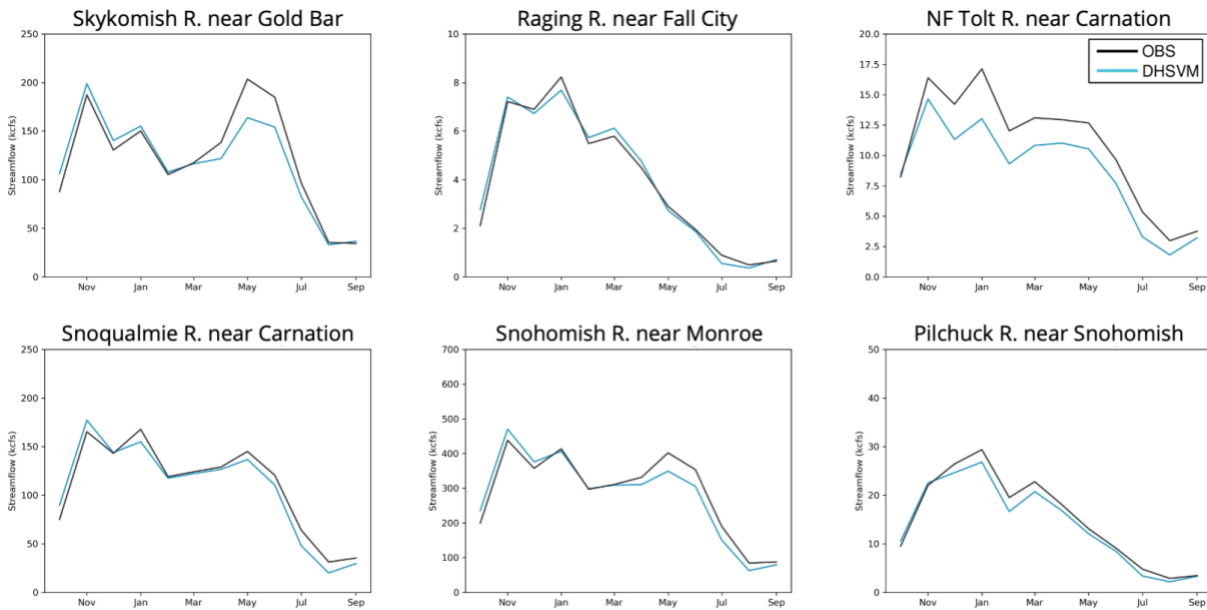 Skykomish R. near Gold Bar
Streamflow (kcfs)
250
200
150
100
50
0
Nov Jan Mar May Jul Sep
Raging R. near Fall City
Streamflow (kcfs)
10
8
6
4
2
0
Nov Jan Mar May Jul Sep
NF Tolt R. near Carnation
Streamflow (kcfs)
20.0
17.5
15.0
12.5
10.0
7.5
5.0
2.5
0.0
OBS
DHSVM
Nov Jan Mar May Jul Sep
Snoqualmie R. near Carnation
Streamflow (kcfs)
250
200
150
100
50
0
Nov Jan Mar May Jul Sep
Snohomish R. near Monroe
Streamflow (kcfs)
700
600
500
400
300
200
100
0
Nov Jan Mar May Jul Sep
Pilchuck R. near Snohomish
Streamflow (kcfs)
50
40
30
20
10
0
Nov Jan Mar May Jul Sep